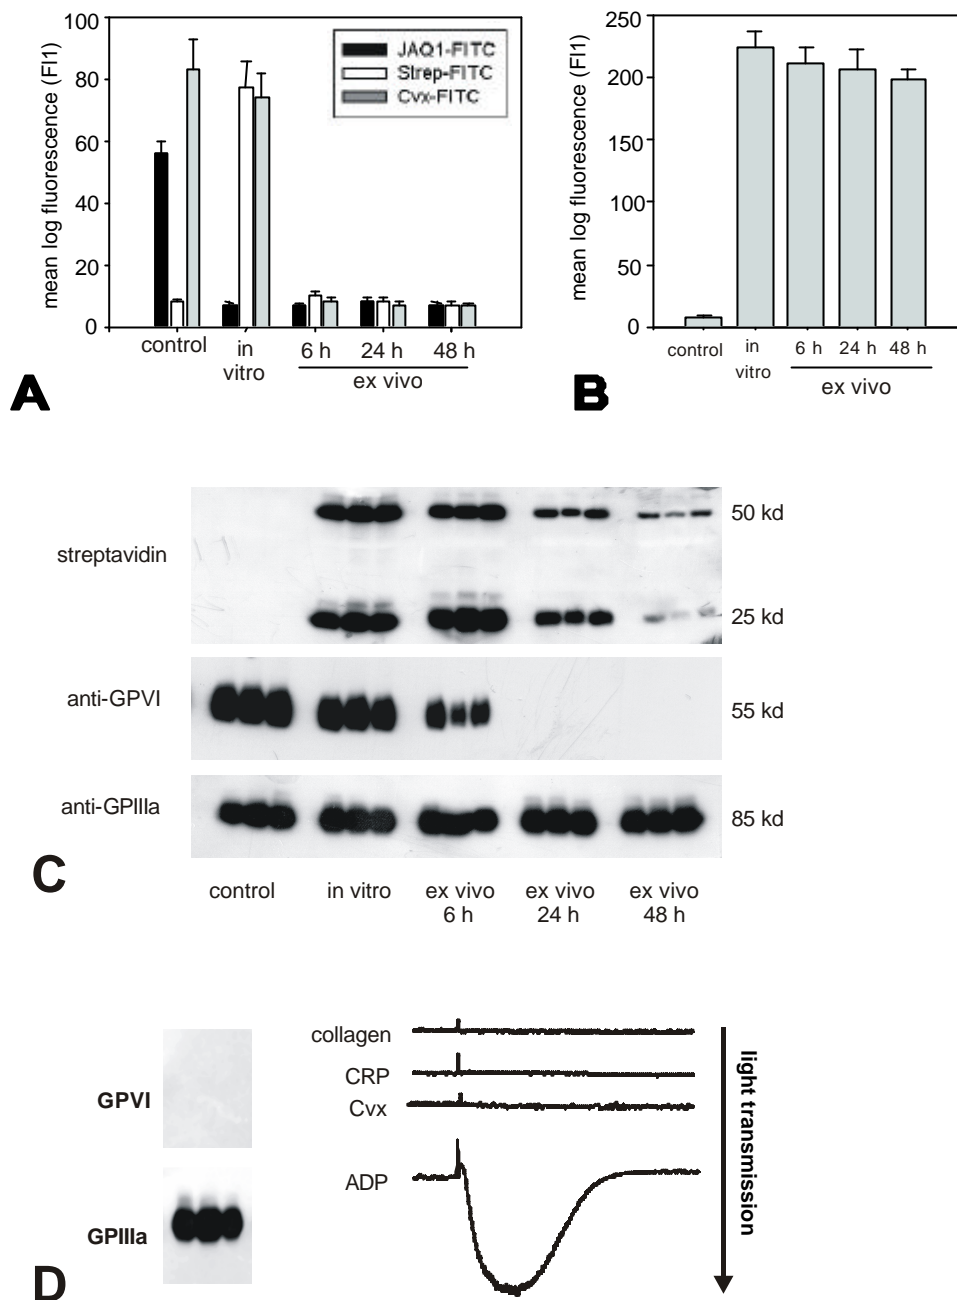 100
80
60
40
20
0
mean log fluorescence (Fl1)
JAQ1-FITC
Strep-FITC
Cvx-FITC
control
in
vitro
6 h
24 h
48 h
ex vivo
A
250
200
150
100
50
0
mean log fluorescence (Fl1)
control
in
vitro
6 h
24 h
48 h
ex vivo
B
streptavidin
50 kd
25 kd
anti-GPVI
55 kd
anti-GPIIIa
85 kd
C
control
in vitro
ex vivo
6 h
ex vivo
24 h
ex vivo
48 h
GPVI
GPIIIa
D
collagen
CRP
Cvx
ADP
light transmission